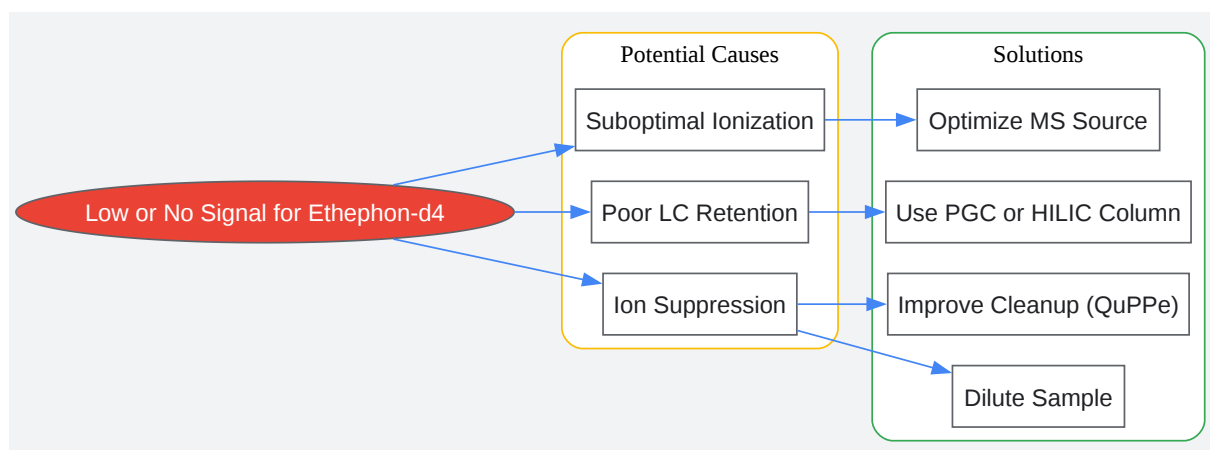 Low or No Signal for Ethephon-d4
Potential Causes
Suboptimal Ionization
Poor LC Retention
Ion Suppression
Solutions
Optimize MS Source
Use PGC or HILIC Column
Improve Cleanup (QuPPe)
Dilute Sample